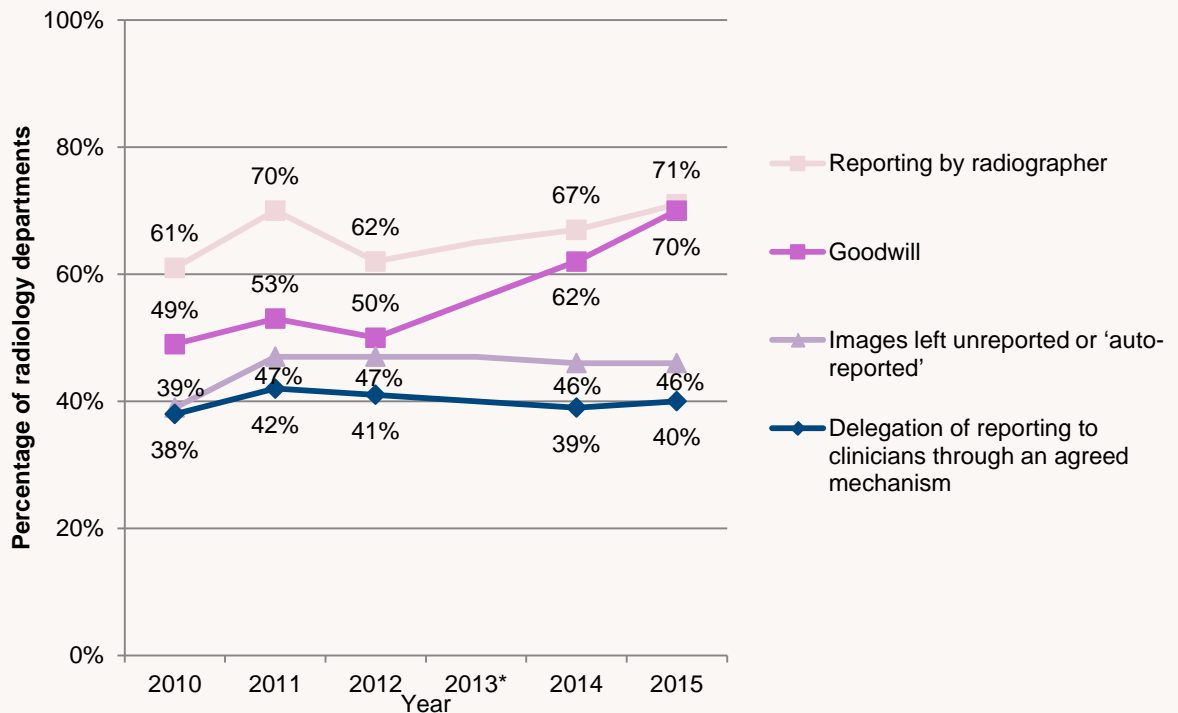 100%
80%
60%
40%
20%
0%
Percentage of radiology departments
61%
70%
62%
67%
71%
49%
53%
50%
62%
70%
39%
47%
47%
46%
46%
38%
42%
41%
39%
40%
2010 2011 2012 2013* 2014 2015
Year
Reporting by radiographer
Goodwill
Images left unreported or ‘auto-
reported’
Delegation of reporting to
clinicians through an agreed
mechanism